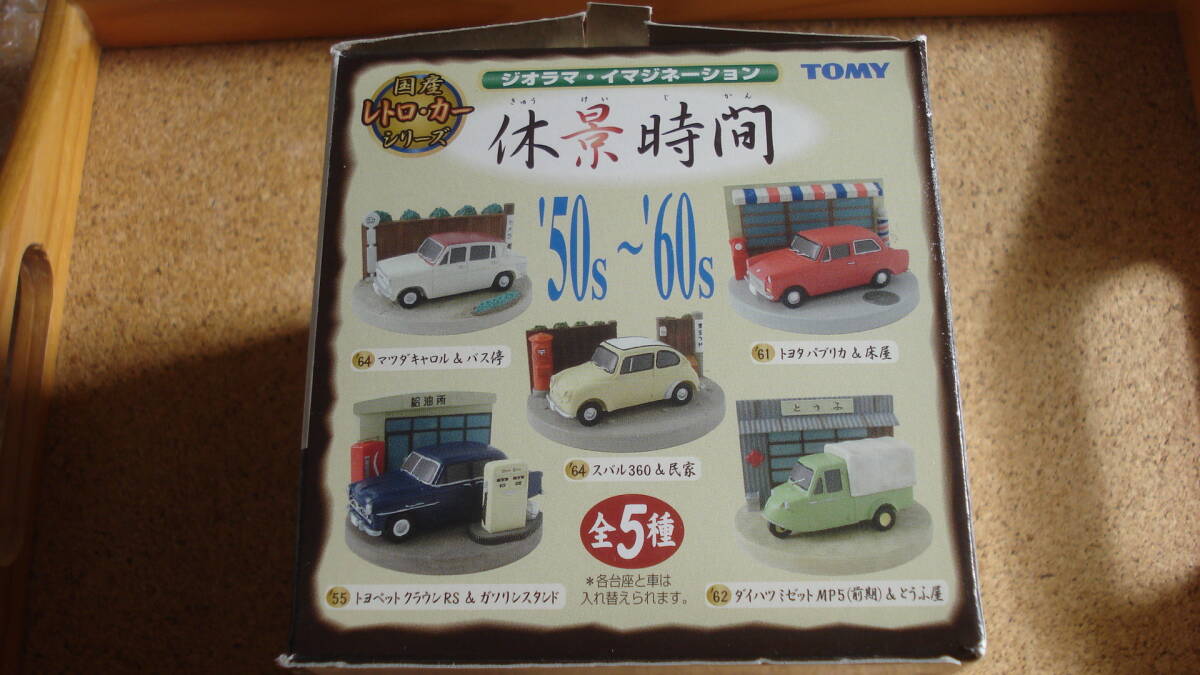 国産
レトロ・カー
シリーズ
ジオラマ・イマジネーション
TOMY
きゅう けい じ かん
休景時間
'50s～'60s
'64 マツダキャロル & バス停
'61 トヨタパブリカ & 床屋
給油所
とうふ
'64 スバル360 & 民家
全5種
*各台座と車は
入れ替えられます。
'55 トヨペットクラウンRS & ガソリンスタンド
'62 ダイハツミゼットMP5(前期) & とうふ屋